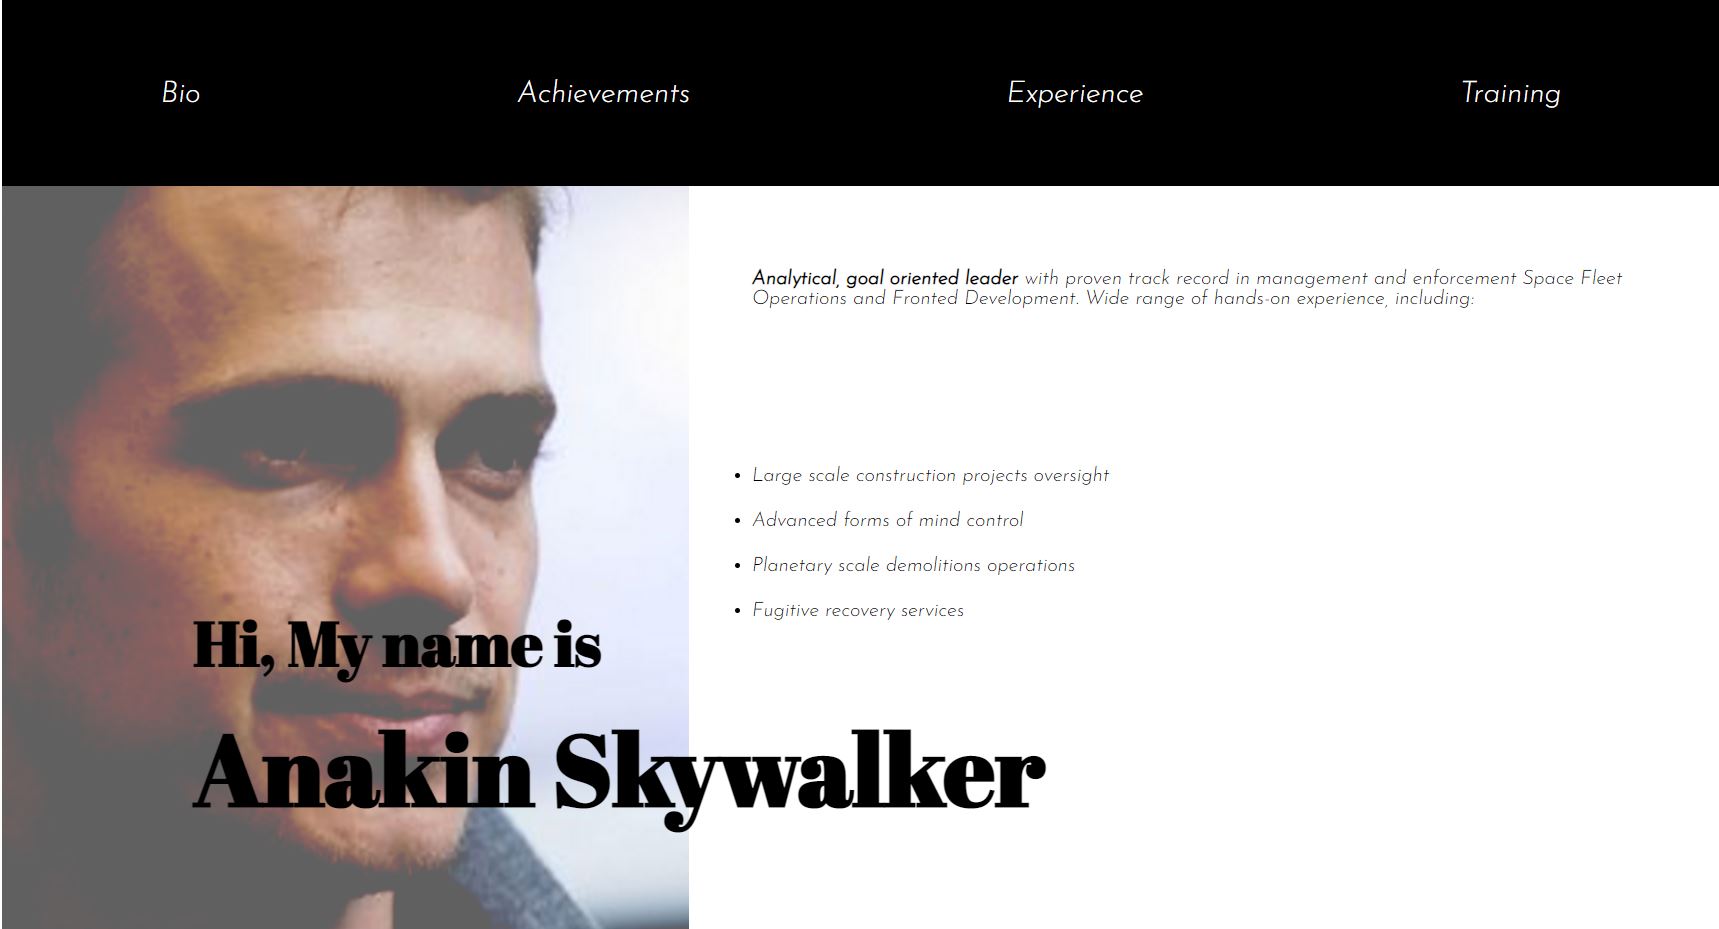 Bio
Achievements
Experience
Training
Analytical, goal oriented leader with proven track record in management and enforcement Space Fleet
Operations and Fronted Development. Wide range of hands-on experience, including:
• Large scale construction projects oversight
• Advanced forms of mind control
• Planetary scale demolitions operations
• Fugitive recovery services
Hi, My name is
Anakin Skywalker